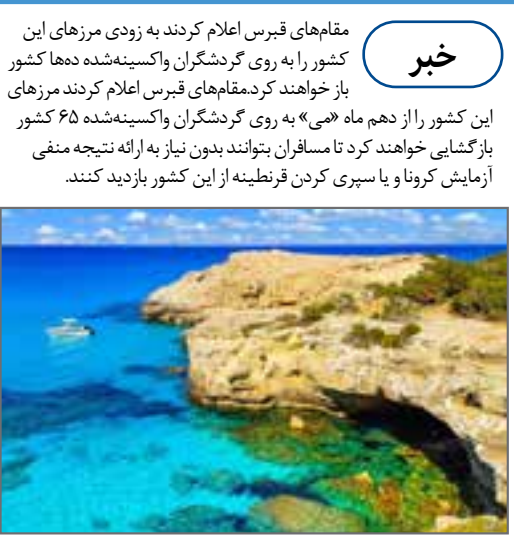 خبر
مقام‌های قبرس اعلام کردند به زودی مرزهای این
کشور را به روی گردشگران واکسینه‌شده ده‌ها کشور
باز خواهند کرد.مقام‌های قبرس اعلام کردند مرزهای
این کشور را از دهم ماه «می» به روی گردشگران واکسینه‌شده ۶۵ کشور
بازگشایی خواهند کرد تا مسافران بتوانند بدون نیاز به ارائه نتیجه منفی
آزمایش کرونا و یا سپری کردن قرنطینه از این کشور بازدید کنند.